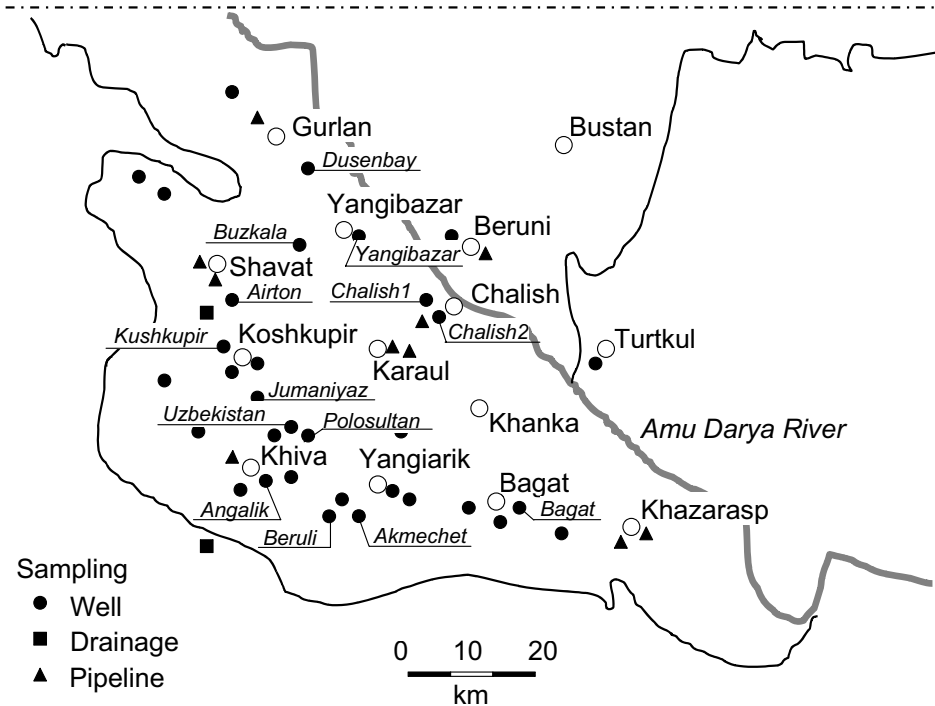 Gurlan
Bustan
Dusenbay
Yangibazar
Beruni
Buzkala
Yangibazar
Shavat
Airton
Chalish1
Chalish
Chalish2
Kushkupir
Koshkupir
Turtkul
Karaul
Jumaniyaz
Uzbekistan
Polosultan
Khanka
Amu Darya River
Khiva
Yangiarik
Bagat
Angalik
Beruli
Akmechet
Bagat
Khazarasp
Sampling
Well
Drainage
Pipeline
0 10 20
km